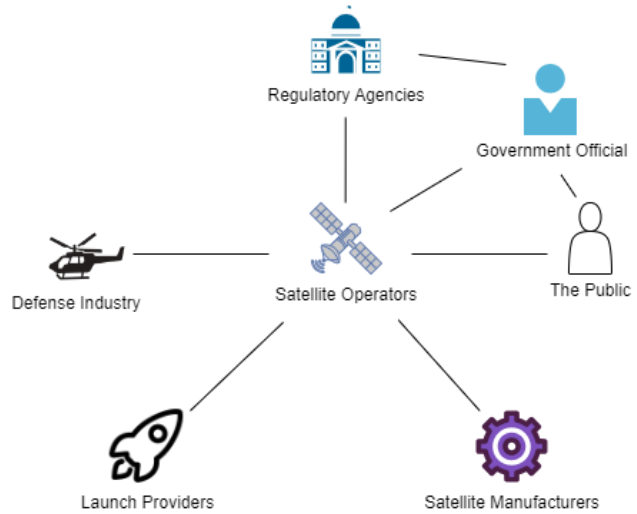 Regulatory Agencies
Government Official
Defense Industry
Satellite Operators
The Public
Launch Providers
Satellite Manufacturers